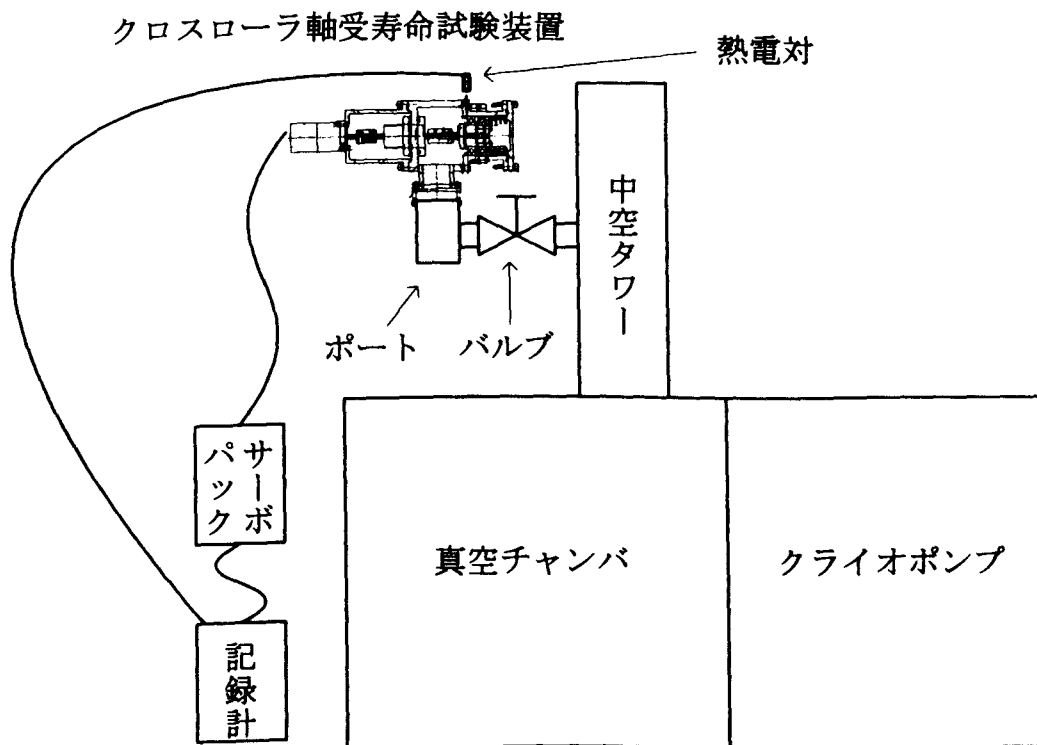 クロスローラ軸受寿命試験装置
熱電対
中空タワー
ポート
バルブ
サーボ
パック
真空チャンバ
クライオポンプ
記録計